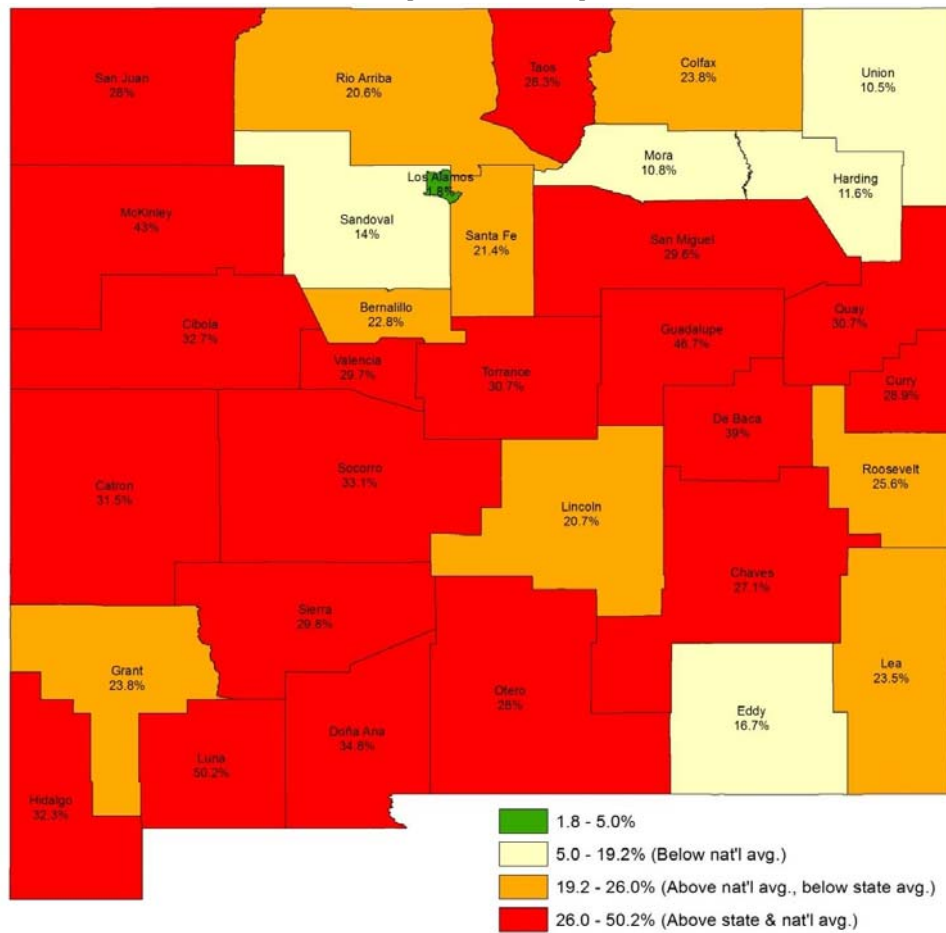 San Juan
28%
Rio Arriba
20.6%
Taos
28.3%
Colfax
23.8%
Union
10.5%
Mora
10.8%
Harding
11.6%
Los Alamos
1.8%
McKinley
43%
Sandoval
14%
Santa Fe
21.4%
San Miguel
29.6%
Bernalillo
22.8%
Cibola
32.7%
Valencia
29.7%
Torrance
30.7%
Guadalupe
46.7%
Quay
30.7%
Curry
28.9%
De Baca
39%
Roosevelt
25.6%
Catron
31.5%
Socorro
33.1%
Lincoln
20.7%
Chaves
27.1%
Sierra
29.8%
Grant
23.8%
Otero
28%
Lea
23.5%
Eddy
16.7%
Doña Ana
34.8%
Luna
50.2%
Hidalgo
32.3%
1.8 - 5.0%
5.0 - 19.2% (Below nat'l avg.)
19.2 - 26.0% (Above nat'l avg., below state avg.)
26.0 - 50.2% (Above state & nat'l avg.)